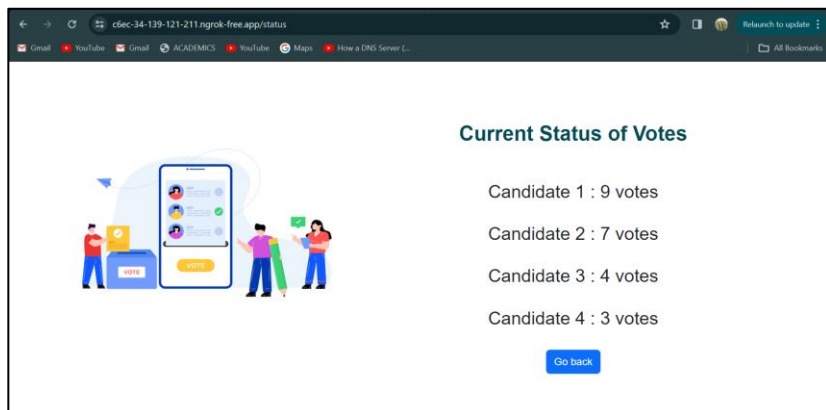 c6ec-34-139-121-211.ngrok-free.app/status
Relaunch to update
Gmail YouTube Gmail ACADEMICS YouTube Maps How a DNS Server (...
All Bookmarks
Current Status of Votes
Candidate 1 : 9 votes
Candidate 2 : 7 votes
Candidate 3 : 4 votes
Candidate 4 : 3 votes
Go back
VOTE
VOTE